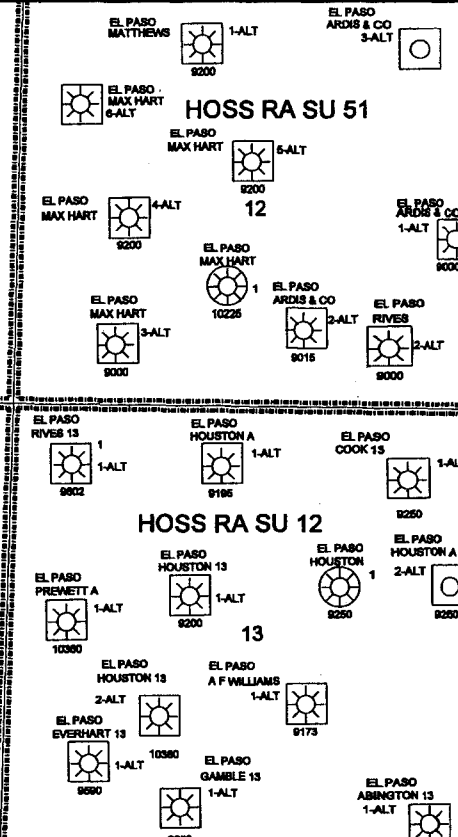 EL PASO
MATTHEWS
1-ALT
9200
EL PASO
ARDIS & CO
3-ALT
EL PASO
MAX HART
6-ALT
HOSS RA SU 51
EL PASO
MAX HART
5-ALT
9200
12
EL PASO
MAX HART
4-ALT
9200
EL PASO
ARDIS & CO
1-ALT
9000
EL PASO
MAX HART
1
10225
EL PASO
ARDIS & CO
2-ALT
9015
EL PASO
RIVES
2-ALT
9000
EL PASO
MAX HART
3-ALT
9000
EL PASO
RIVES 13
1
1-ALT
9602
EL PASO
HOUSTON A
1-ALT
9195
EL PASO
COOK 13
1-AL
9250
HOSS RA SU 12
EL PASO
HOUSTON 13
1-ALT
9200
EL PASO
HOUSTON
1
9250
EL PASO
HOUSTON A
2-ALT
9260
EL PASO
PREWETT A
1-ALT
10360
13
EL PASO
HOUSTON 13
2-ALT
10360
EL PASO
A F WILLIAMS
1-ALT
9173
EL PASO
EVERHART 13
1-ALT
9590
EL PASO
GAMBLE 13
1-ALT
EL PASO
ABINGTON 13
1-ALT